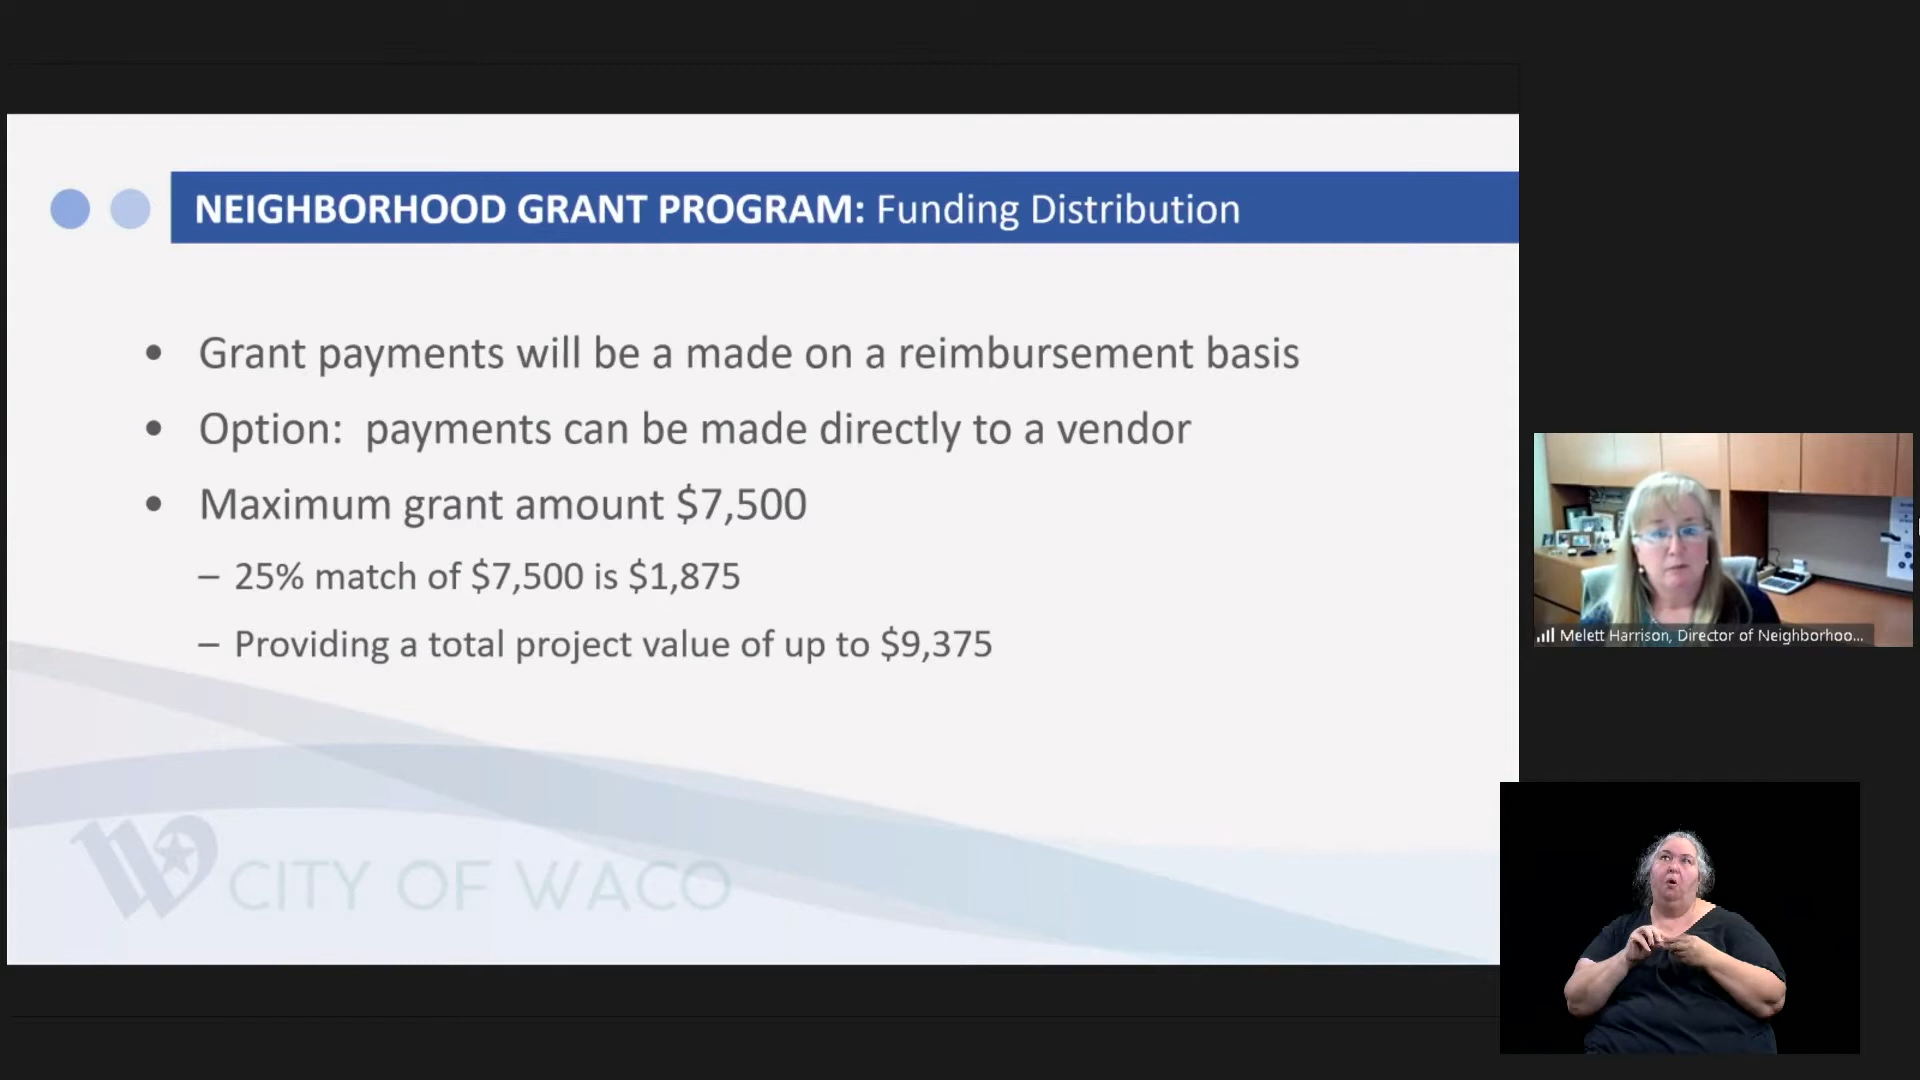 NEIGHBORHOOD GRANT PROGRAM: Funding Distribution
• Grant payments will be a made on a reimbursement basis
• Option: payments can be made directly to a vendor
• Maximum grant amount $7,500
– 25% match of $7,500 is $1,875
– Providing a total project value of up to $9,375
CITY OF WACO
Melett Harrison, Director of Neighborhoo...